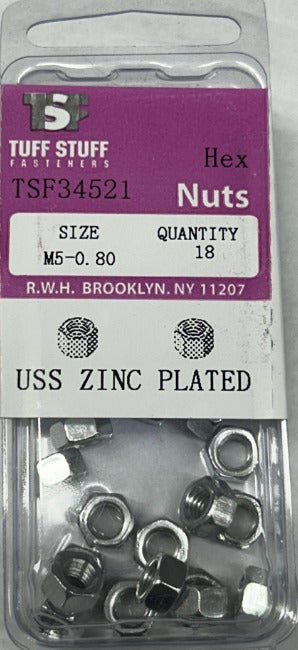 TSF
TUFF STUFF
FASTENERS
Hex
TSF34521
Nuts
SIZE
QUANTITY
M5-0.80
18
R.W.H. BROOKLYN. NY 11207
USS ZINC PLATED